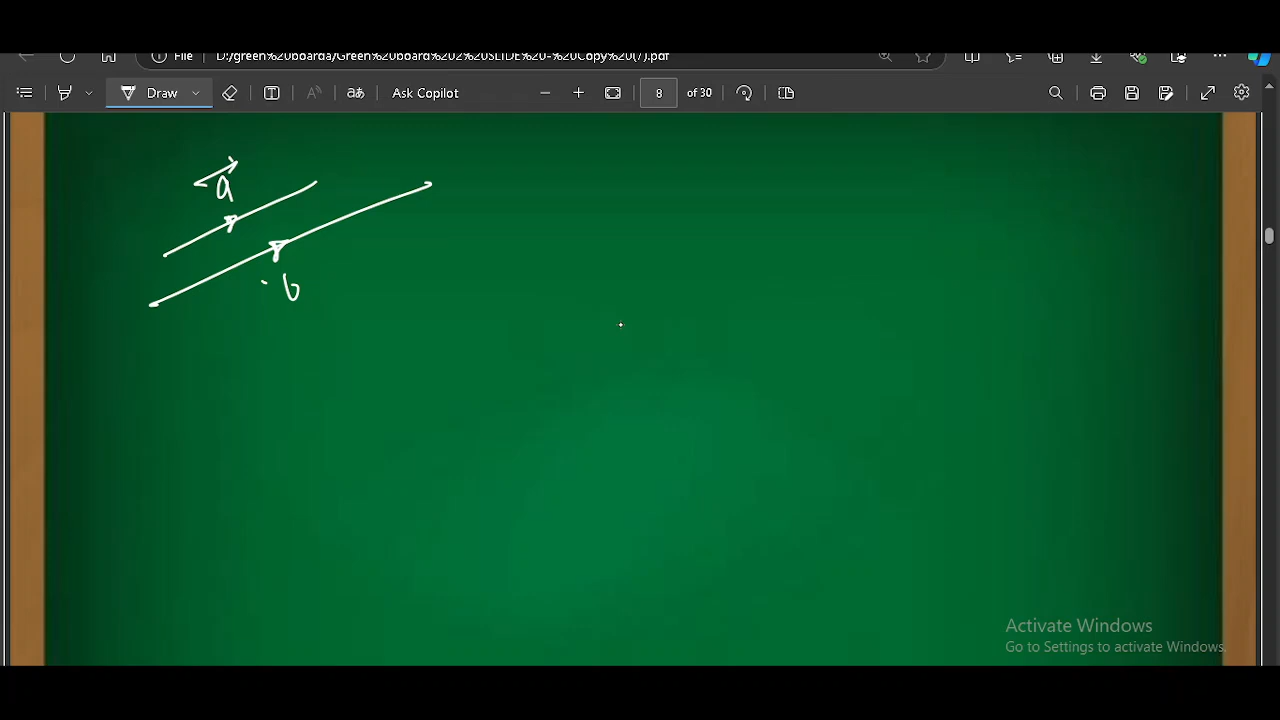 File D:/green%20boarda/Green%20board%202%20SLIDE%20-%20Copy%20(7).pdf
Draw Ask Copilot 8 of 30
a
b
Activate Windows
Go to Settings to activate Windows.